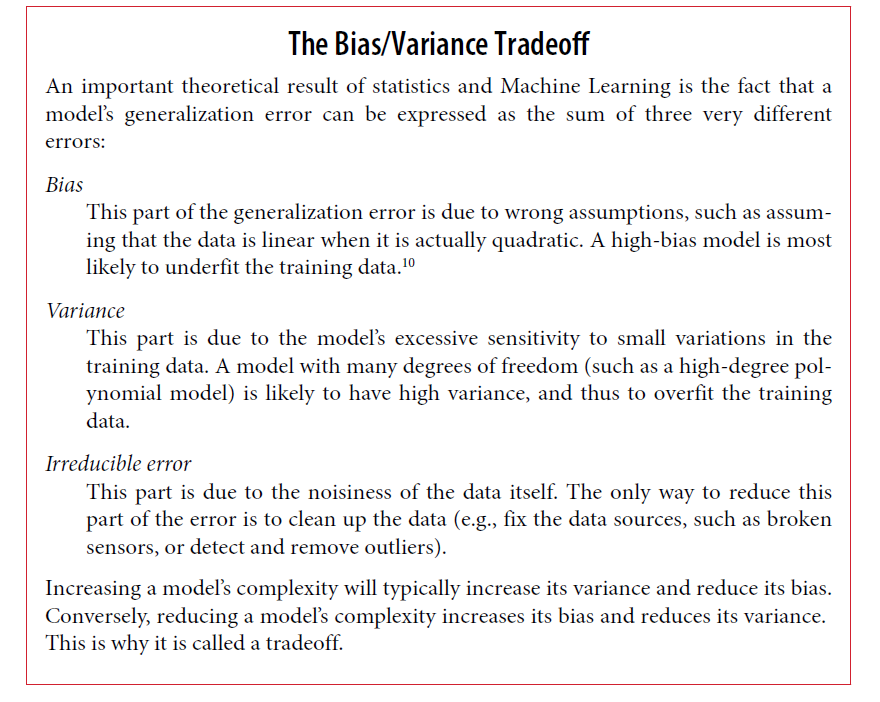 The Bias/Variance Tradeoff
An important theoretical result of statistics and Machine Learning is the fact that a
model’s generalization error can be expressed as the sum of three very different
errors:
Bias
This part of the generalization error is due to wrong assumptions, such as assum-
ing that the data is linear when it is actually quadratic. A high-bias model is most
likely to underfit the training data.¹⁰
Variance
This part is due to the model’s excessive sensitivity to small variations in the
training data. A model with many degrees of freedom (such as a high-degree pol-
ynomial model) is likely to have high variance, and thus to overfit the training
data.
Irreducible error
This part is due to the noisiness of the data itself. The only way to reduce this
part of the error is to clean up the data (e.g., fix the data sources, such as broken
sensors, or detect and remove outliers).
Increasing a model’s complexity will typically increase its variance and reduce its bias.
Conversely, reducing a model’s complexity increases its bias and reduces its variance.
This is why it is called a tradeoff.